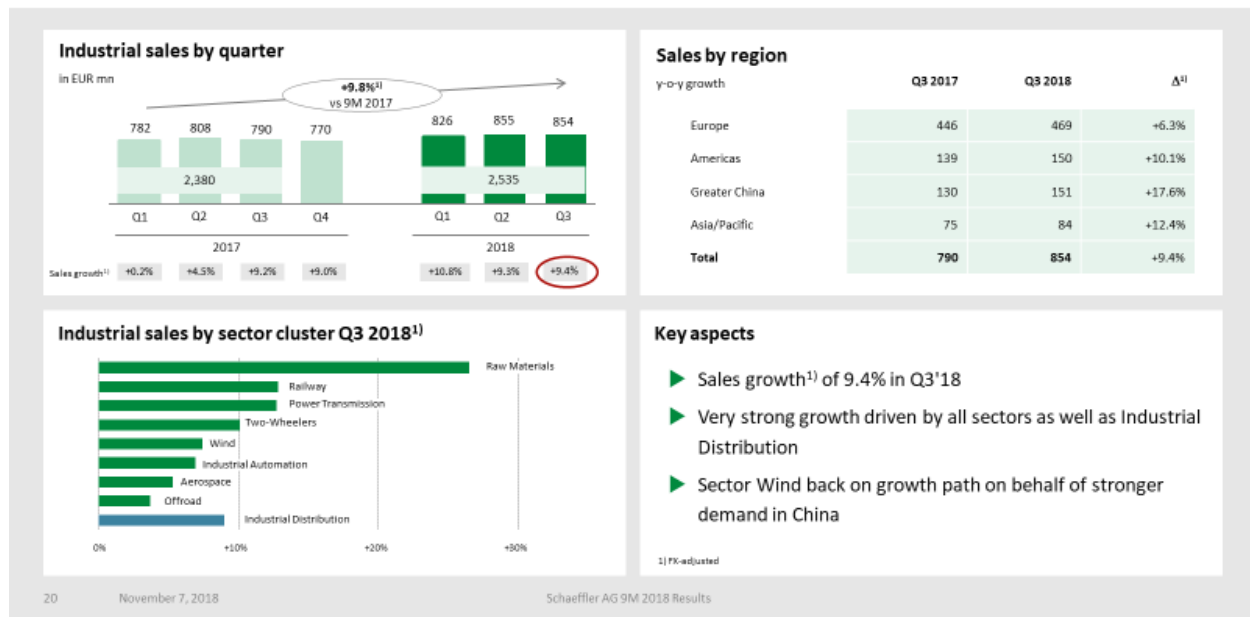 Industrial sales by quarter
in EUR mn
+9.8%1)
vs 9M 2017
782 808 790 770 826 855 854
2,380 2,535
Q1 Q2 Q3 Q4 Q1 Q2 Q3
2017 2018
Sales growth1) +0.2% +4.5% +9.2% +9.0% +10.8% +9.3% +9.4%
Sales by region
y-o-y growth Q3 2017 Q3 2018 Δ1)
Europe 446 469 +6.3%
Americas 139 150 +10.1%
Greater China 130 151 +17.6%
Asia/Pacific 75 84 +12.4%
Total 790 854 +9.4%
Industrial sales by sector cluster Q3 20181)
Raw Materials
Railway
Power Transmission
Two-Wheelers
Wind
Industrial Automation
Aerospace
Offroad
Industrial Distribution
0% +10% +20% +30%
Key aspects
Sales growth1) of 9.4% in Q3'18
Very strong growth driven by all sectors as well as Industrial
Distribution
Sector Wind back on growth path on behalf of stronger
demand in China
1) FX-adjusted
20 November 7, 2018 Schaeffler AG 9M 2018 Results